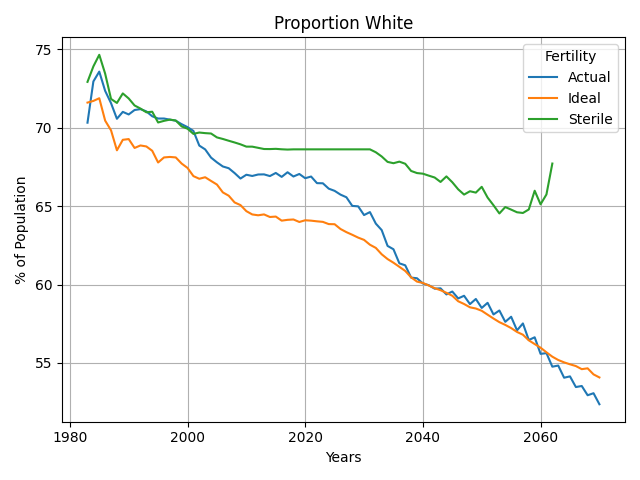 Proportion White
Fertility
Actual
Ideal
Sterile
% of Population
75
70
65
60
55
1980
2000
2020
2040
2060
Years